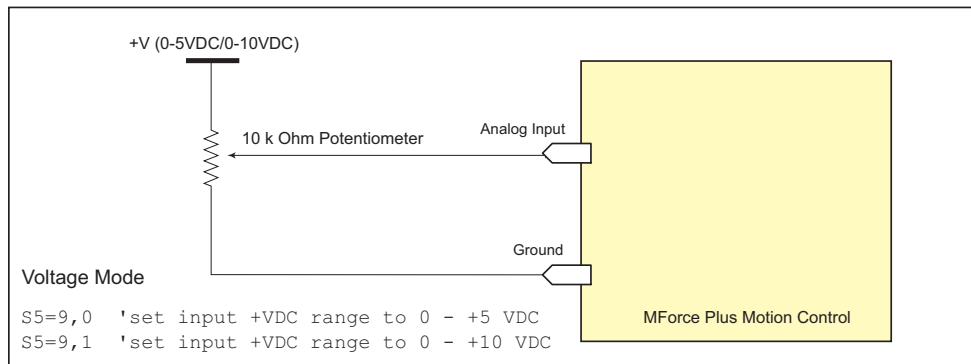 +V (0-5VDC/0-10VDC)
10 k Ohm Potentiometer
Analog Input
Ground
Voltage Mode
S5=9,0 'set input +VDC range to 0 - +5 VDC
S5=9,1 'set input +VDC range to 0 - +10 VDC
MForce Plus Motion Control